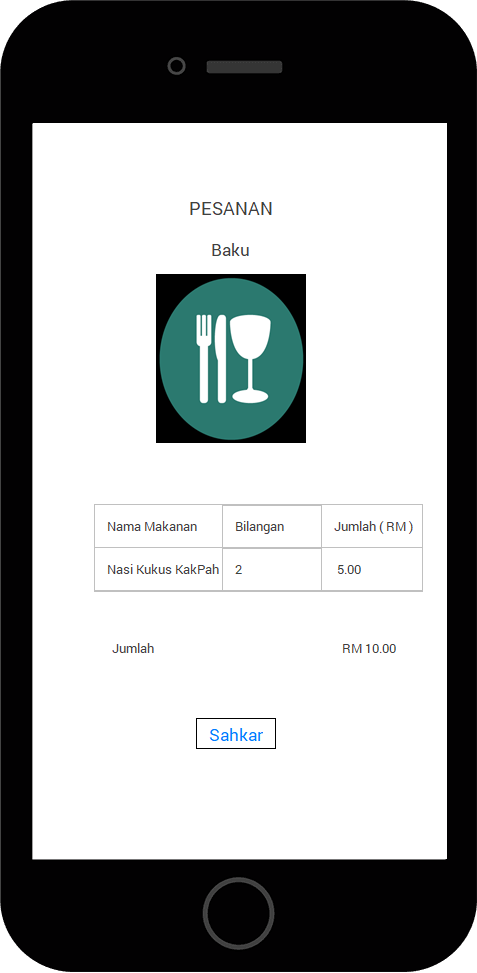 PESANAN
Baku
Nama Makanan Bilangan Jumlah ( RM )
Nasi Kukus KakPah 2 5.00
Jumlah RM 10.00
Sahkar